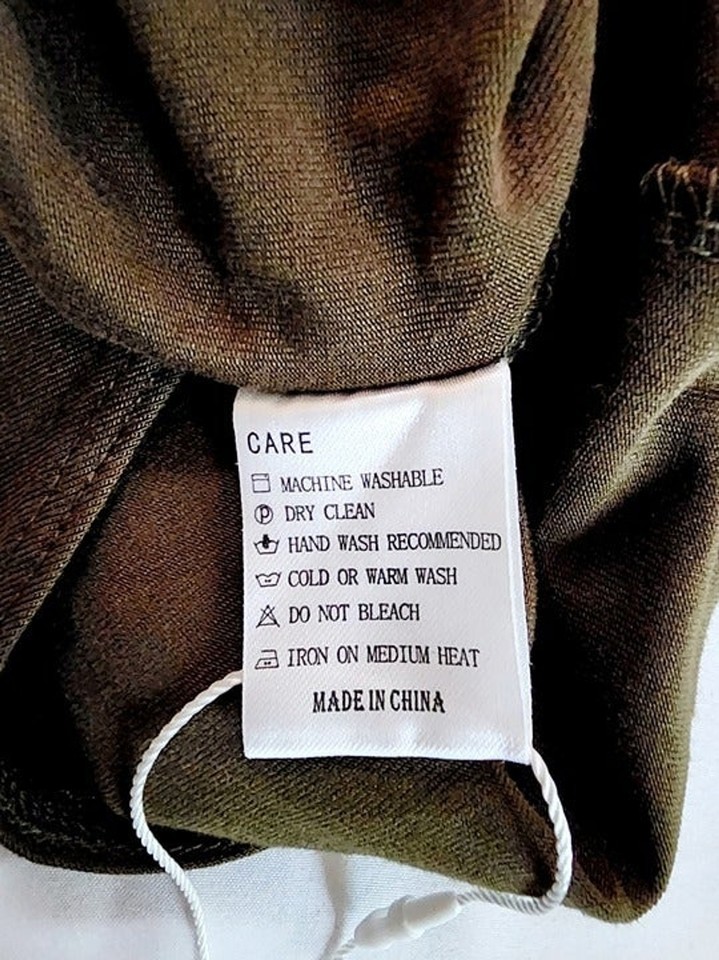 CARE
MACHINE WASHABLE
P DRY CLEAN
HAND WASH RECOMMENDED
COLD OR WARM WASH
DO NOT BLEACH
IRON ON MEDIUM HEAT
MADE IN CHINA